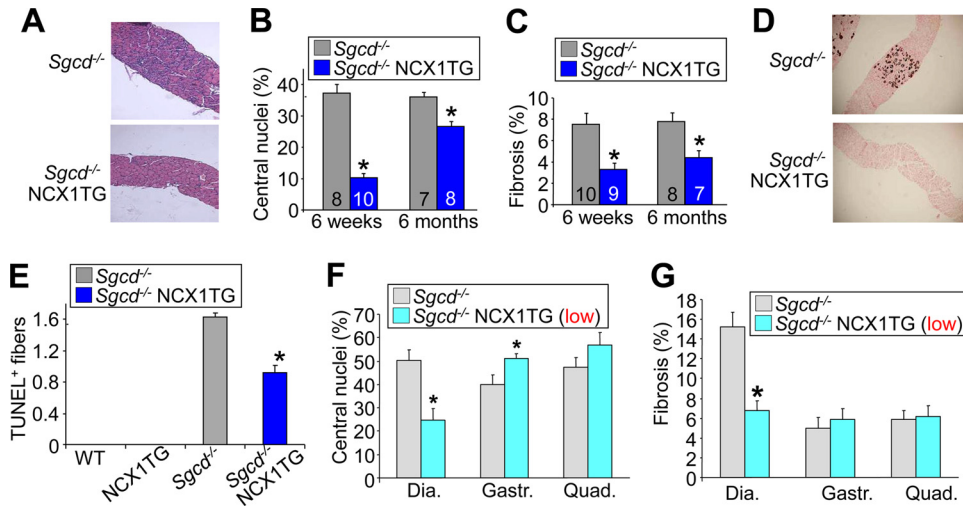 A
Sgcd-/-
Sgcd-/-
NCX1TG
B
Sgcd-/-
Sgcd-/- NCX1TG
Central nuclei (%)
40
30
20
10
0
*
*
8
10
7
8
6 weeks
6 months
C
Sgcd-/-
Sgcd-/- NCX1TG
Fibrosis (%)
10
8
6
4
2
0
*
*
10
9
8
7
6 weeks
6 months
D
Sgcd-/-
Sgcd-/-
NCX1TG
E
Sgcd-/-
Sgcd-/- NCX1TG
TUNEL+ fibers
1.6
1.2
0.8
0.4
0
*
WT
NCX1TG
Sgcd-/-
Sgcd-/-
NCX1TG
F
Sgcd-/-
Sgcd-/- NCX1TG (low)
Central nuclei (%)
60
50
40
30
20
10
0
*
*
Dia.
Gastr.
Quad.
G
Sgcd-/-
Sgcd-/- NCX1TG (low)
Fibrosis (%)
18
16
14
12
10
8
6
4
2
0
*
Dia.
Gastr.
Quad.